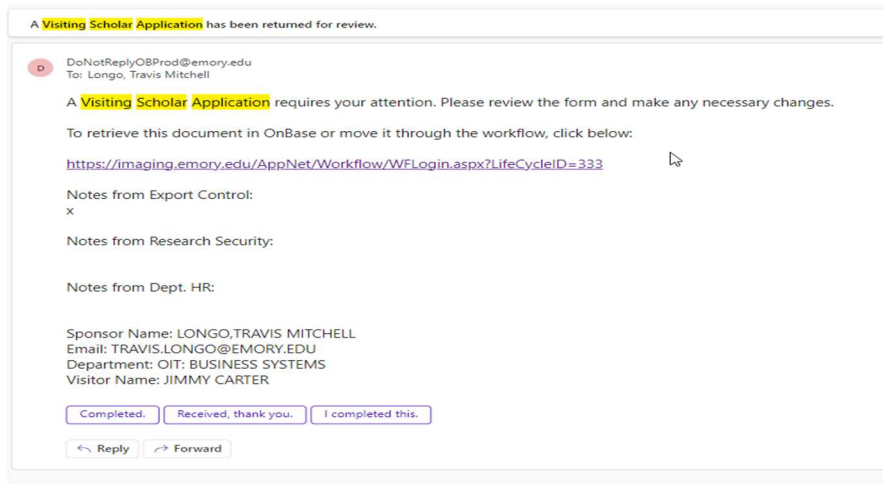 A Visiting Scholar Application has been returned for review.
D
DoNotReplyOBProd@emory.edu
To: Longo, Travis Mitchell
A Visiting Scholar Application requires your attention. Please review the form and make any necessary changes.
To retrieve this document in OnBase or move it through the workflow, click below:
https://imaging.emory.edu/AppNet/Workflow/WFLogin.aspx?LifeCycleID=333
Notes from Export Control:
x
Notes from Research Security:
Notes from Dept. HR:
Sponsor Name: LONGO,TRAVIS MITCHELL
Email: TRAVIS.LONGO@EMORY.EDU
Department: OIT: BUSINESS SYSTEMS
Visitor Name: JIMMY CARTER
Completed. Received, thank you. I completed this.
Reply Forward